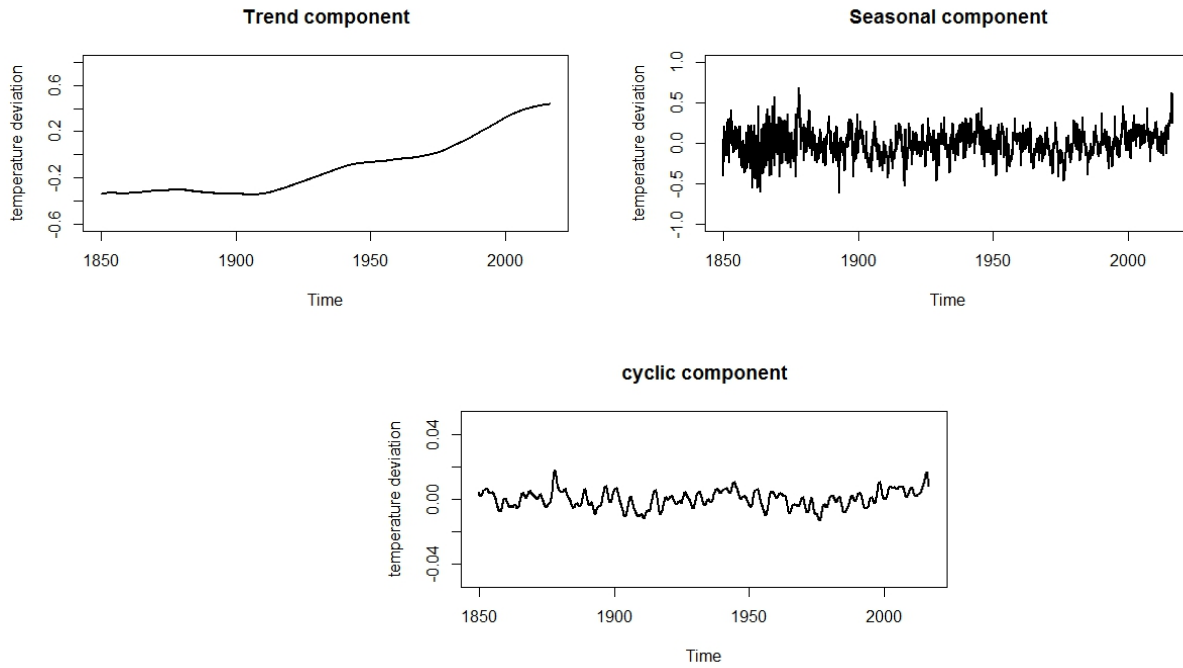 Trend component
temperature deviation
-0.6
-0.2
0.2
0.6
1850
1900
1950
2000
Time
Seasonal component
temperature deviation
-1.0
-0.5
0.0
0.5
1.0
1850
1900
1950
2000
Time
cyclic component
temperature deviation
-0.04
0.00
0.04
1850
1900
1950
2000
Time